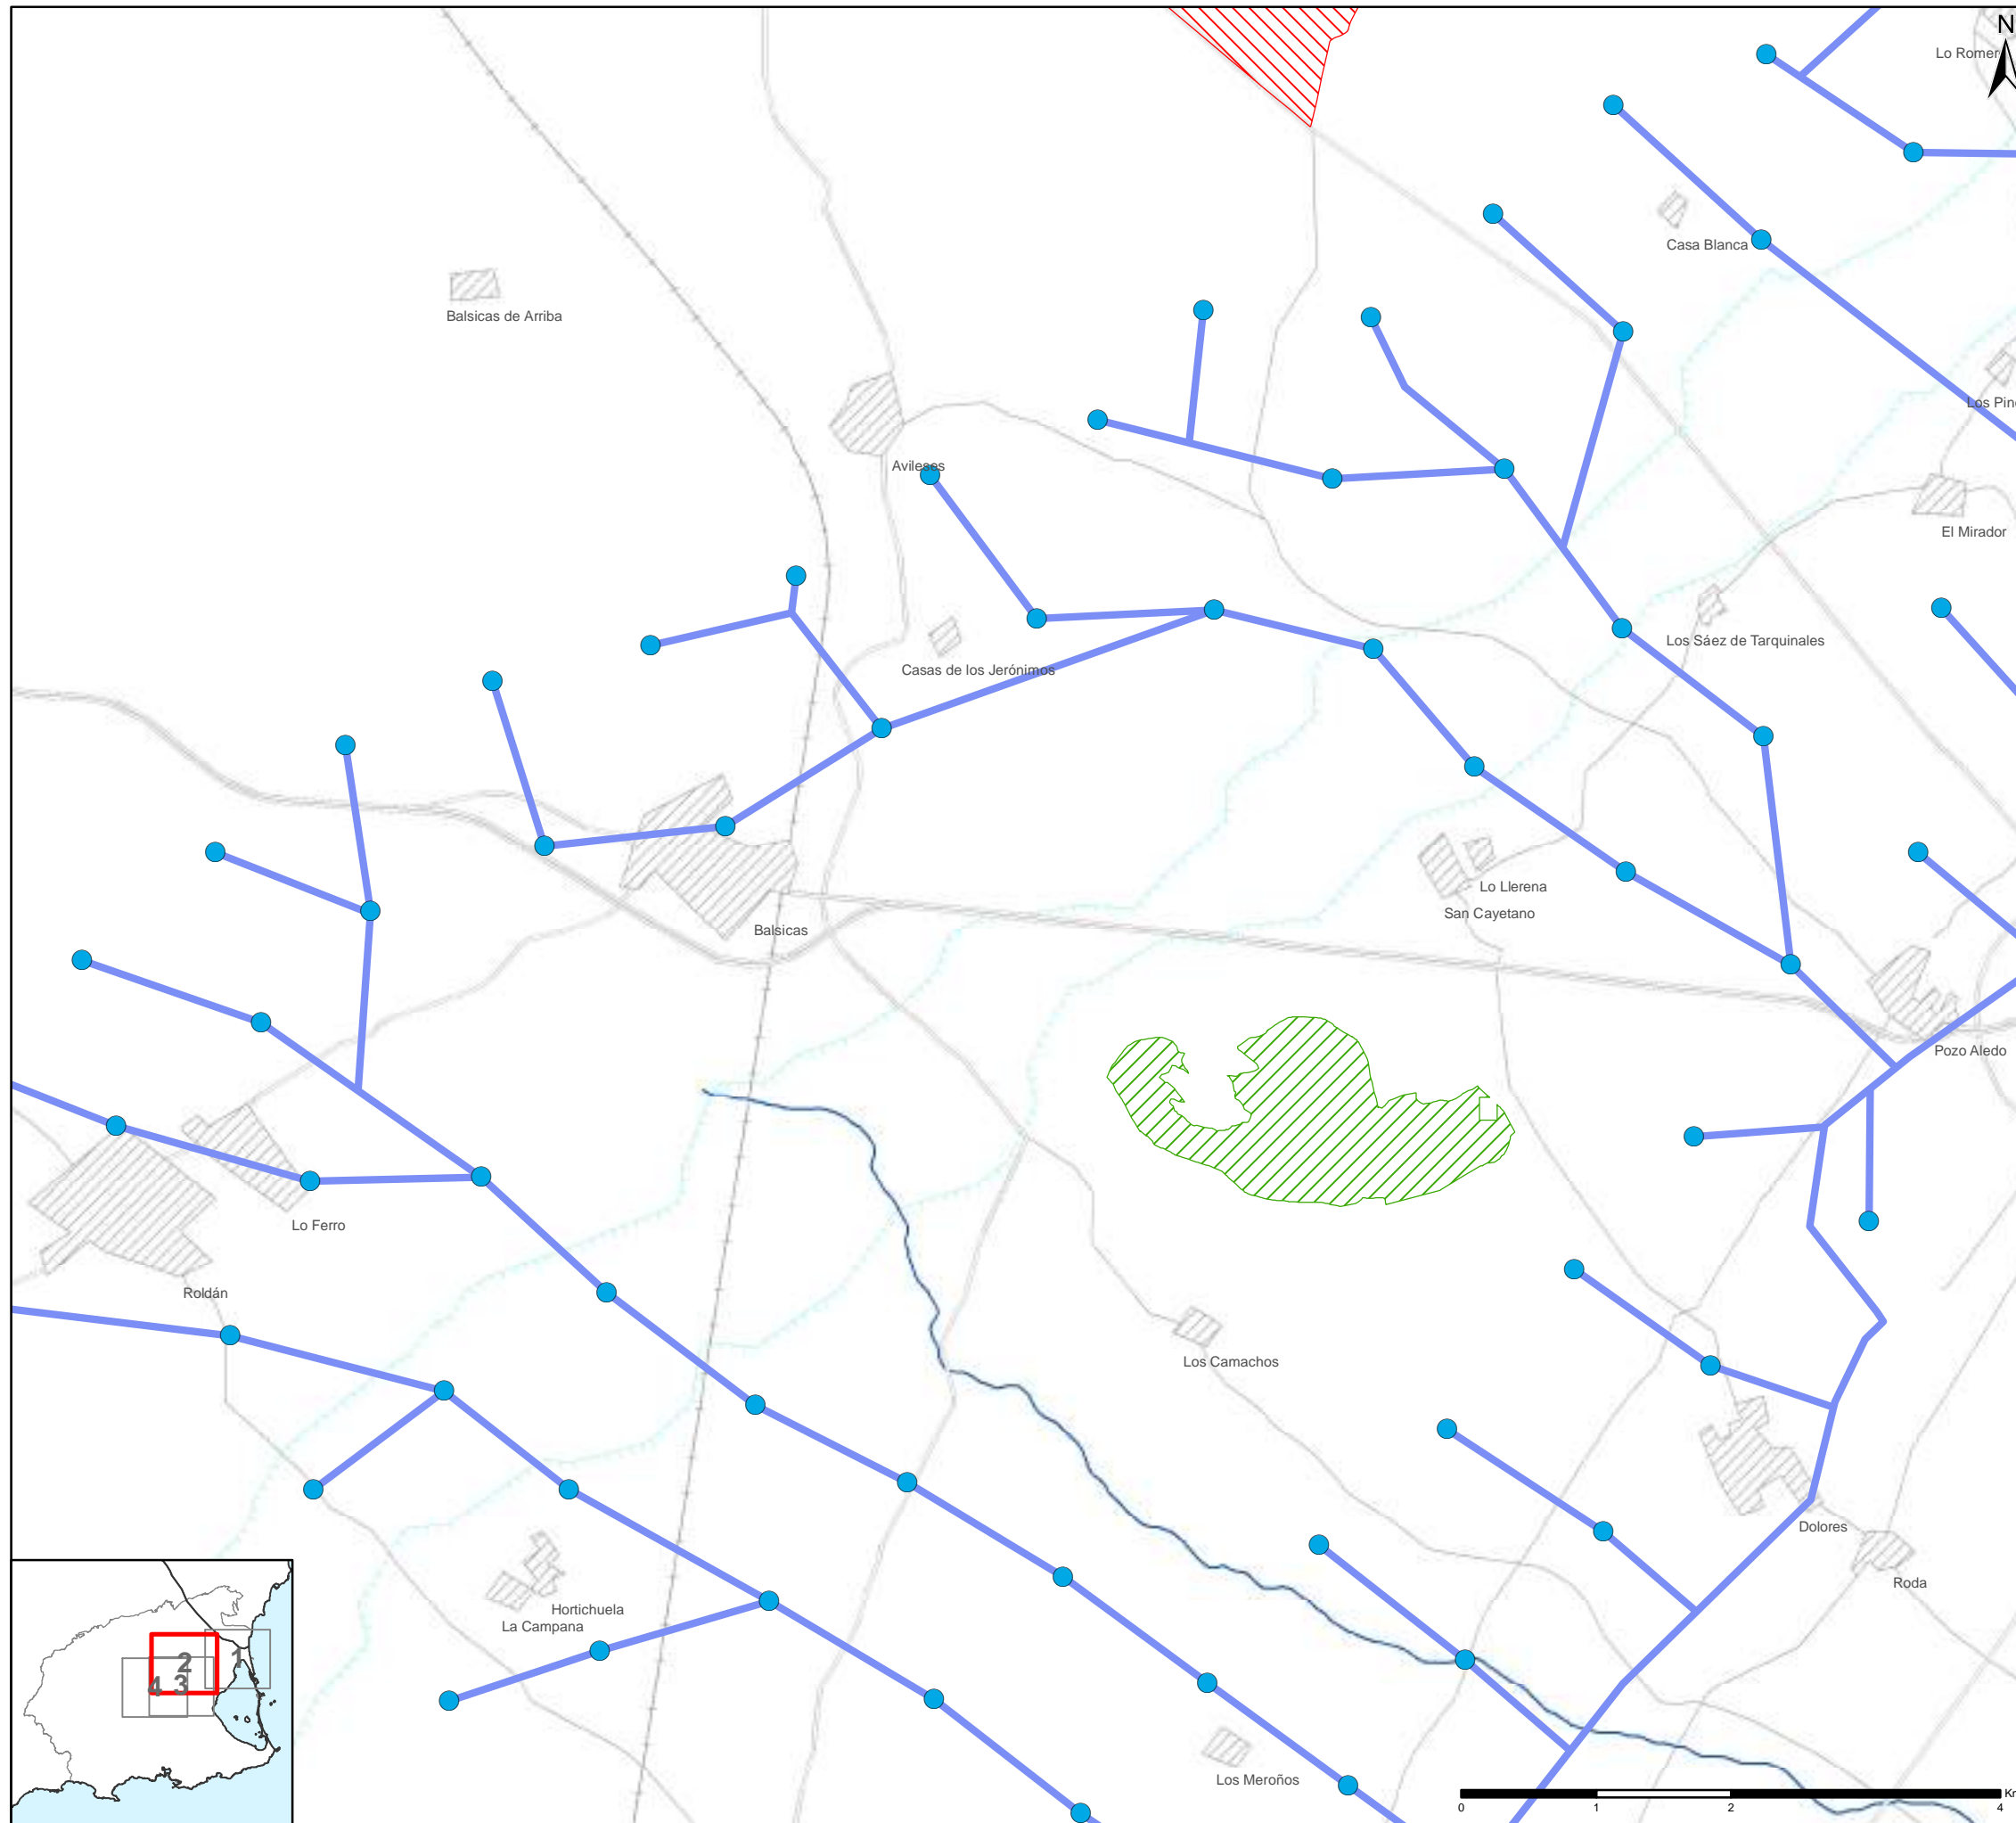 N
Lo Romer
Casa Blanca
Balsicas de Arriba
Los Pin
Avileses
El Mirador
Los Sáez de Tarquinales
Casas de los Jerónimos
Lo Llerena
San Cayetano
Balsicas
Pozo Aledo
Lo Ferro
Roldán
Los Camachos
Dolores
Roda
Hortichuela
La Campana
1
2
3
4
Los Meroños
Km
0 1 2 4